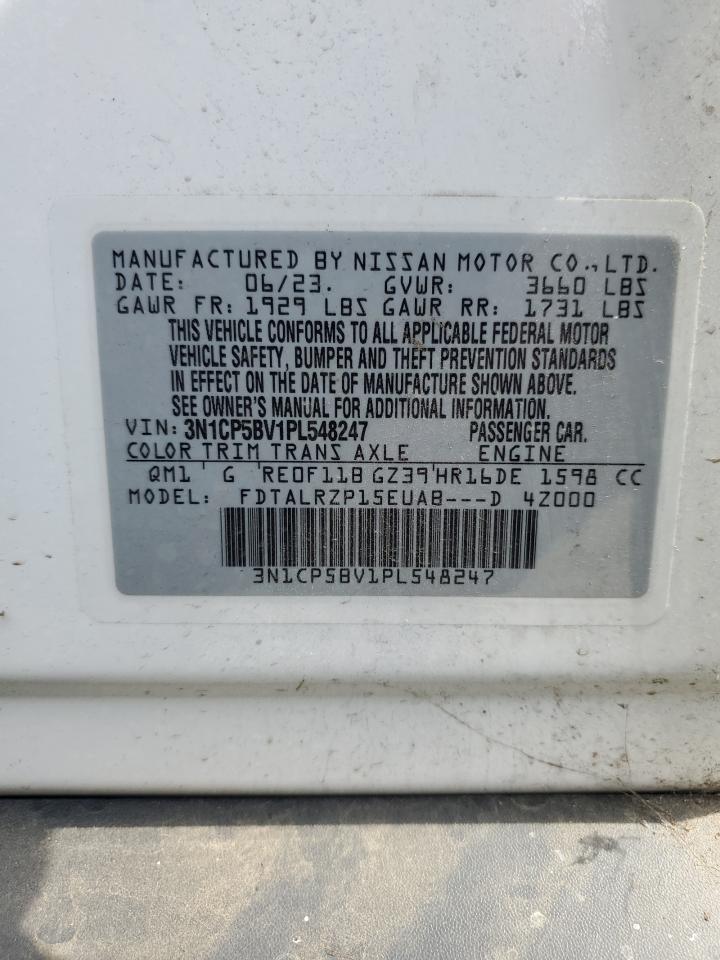 MANUFACTURED BY NISSAN MOTOR CO.,LTD.
DATE: 06/23. GVWR: 3660 LBS
GAWR FR: 1929 LBS GAWR RR: 1731 LBS
THIS VEHICLE CONFORMS TO ALL APPLICABLE FEDERAL MOTOR
VEHICLE SAFETY, BUMPER AND THEFT PREVENTION STANDARDS
IN EFFECT ON THE DATE OF MANUFACTURE SHOWN ABOVE.
SEE OWNER'S MANUAL FOR ADDITIONAL INFORMATION.
VIN: 3N1CP5BV1PL548247 PASSENGER CAR.
COLOR TRIM TRANS AXLE ENGINE
QM1 G RE0F11B GZ39 HR16DE 1598 CC
MODEL: FDTALRZP15EUAB---D 4Z000
3N1CP5BV1PL548247